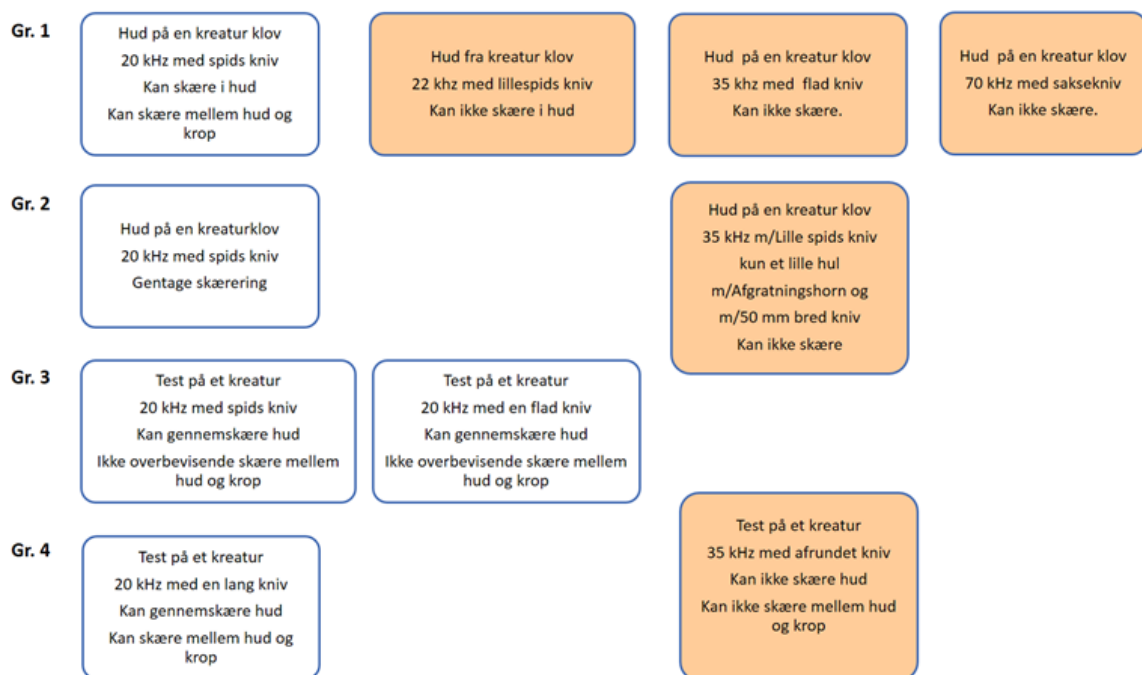 Gr. 1
Hud på en kreatur klov
20 kHz med spids kniv
Kan skære i hud
Kan skære mellem hud og
krop
Hud fra kreatur klov
22 khz med lillespids kniv
Kan ikke skære i hud
Hud på en kreatur klov
35 khz med flad kniv
Kan ikke skære.
Hud på en kreatur klov
70 kHz med saksekniv
Kan ikke skære.
Gr. 2
Hud på en kreaturklov
20 kHz med spids kniv
Gentage skærering
Hud på en kreatur klov
35 kHz m/Lille spids kniv
kun et lille hul
m/Afgratningshorn og
m/50 mm bred kniv
Kan ikke skære
Gr. 3
Test på et kreatur
20 kHz med spids kniv
Kan gennemskære hud
Ikke overbevisende skære mellem
hud og krop
Test på et kreatur
20 kHz med en flad kniv
Kan gennemskære hud
Ikke overbevisende skære mellem
hud og krop
Gr. 4
Test på et kreatur
20 kHz med en lang kniv
Kan gennemskære hud
Kan skære mellem hud og
krop
Test på et kreatur
35 kHz med afrundet kniv
Kan ikke skære hud
Kan ikke skære mellem hud
og krop